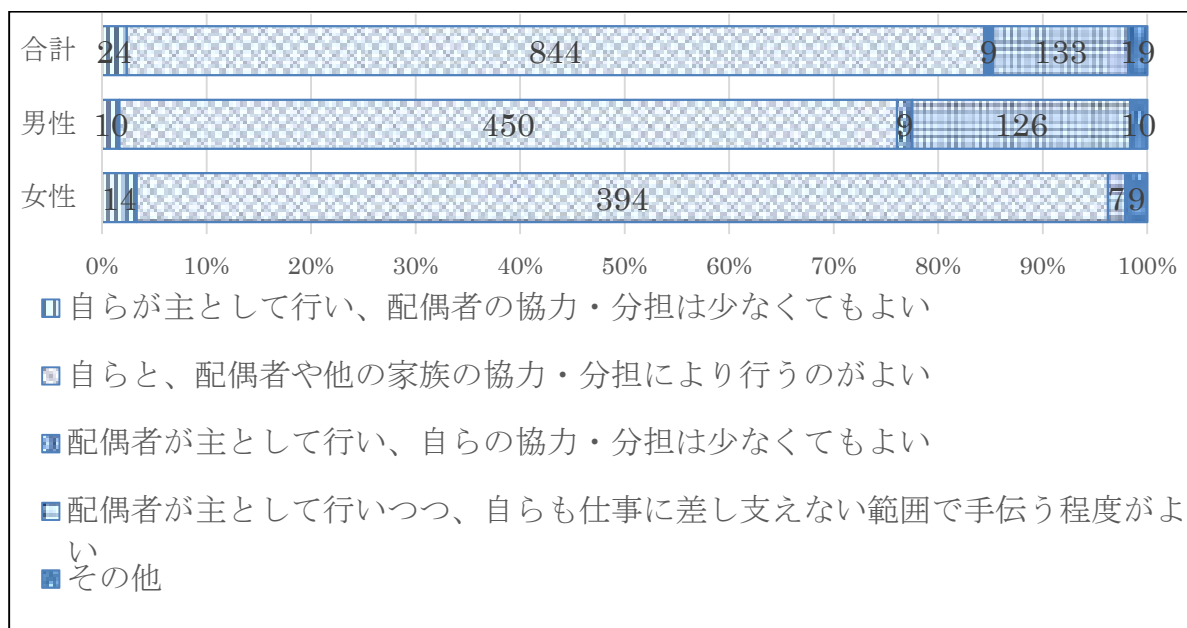 合計 24 844 9 133 19
男性 10 450 9 126 10
女性 14 394 7 9
0% 10% 20% 30% 40% 50% 60% 70% 80% 90% 100%
自らが主として行い、配偶者の協力・分担は少なくてもよい
自らと、配偶者や他の家族の協力・分担により行うのがよい
配偶者が主として行い、自らの協力・分担は少なくてもよい
配偶者が主として行いつつ、自らも仕事に差し支えない範囲で手伝う程度がよ
い
その他